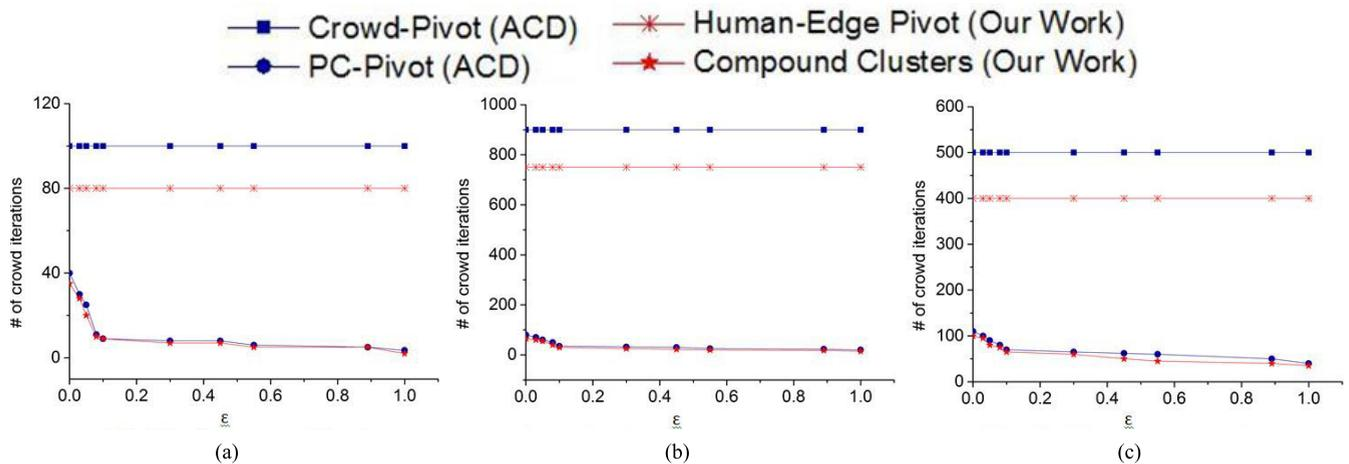 Crowd-Pivot (ACD)
Human-Edge Pivot (Our Work)
PC-Pivot (ACD)
Compound Clusters (Our Work)
120
80
40
0
# of crowd iterations
0.0 0.2 0.4 0.6 0.8 1.0
ε
(a)
1000
800
600
400
200
0
# of crowd iterations
0.0 0.2 0.4 0.6 0.8 1.0
ε
(b)
600
500
400
300
200
100
0
# of crowd iterations
0.0 0.2 0.4 0.6 0.8 1.0
ε
(c)